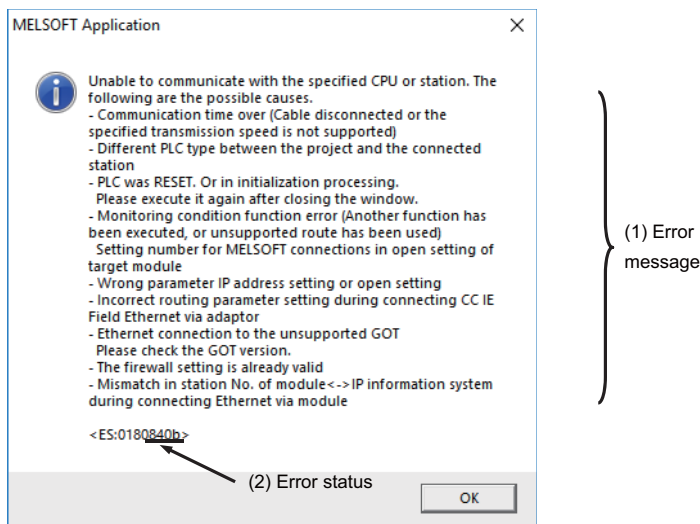 MELSOFT Application
Unable to communicate with the specified CPU or station. The
following are the possible causes.
- Communication time over (Cable disconnected or the
specified transmission speed is not supported)
- Different PLC type between the project and the connected
station
- PLC was RESET. Or in initialization processing.
Please execute it again after closing the window.
- Monitoring condition function error (Another function has
been executed, or unsupported route has been used)
Setting number for MELSOFT connections in open setting of
target module
- Wrong parameter IP address setting or open setting
- Incorrect routing parameter setting during connecting CC IE
Field Ethernet via adaptor
- Ethernet connection to the unsupported GOT
Please check the GOT version.
- The firewall setting is already valid
- Mismatch in station No. of module<->IP information system
during connecting Ethernet via module
<ES:0180840b>
(1) Error
message
(2) Error status
OK